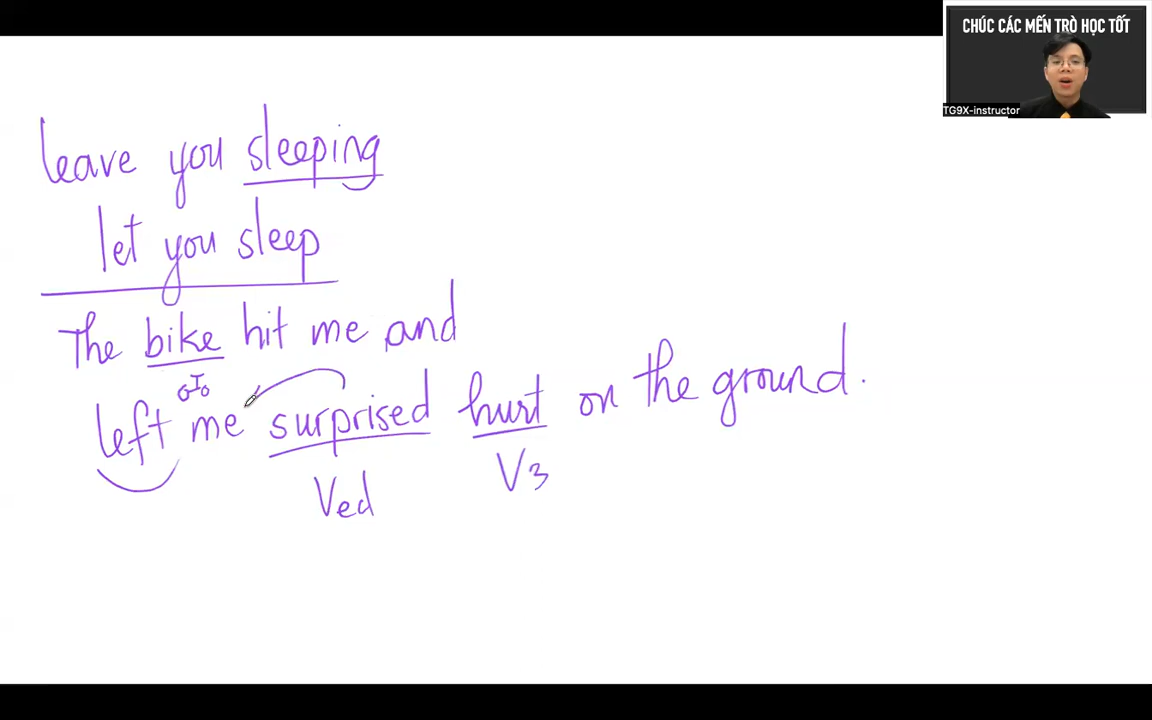 CHÚC CÁC MẾN TRÒ HỌC TỐT
TG9X-instructor
leave you sleeping
let you sleep
The bike hit me and
left me surprised hurt on the ground.
Ved
V3